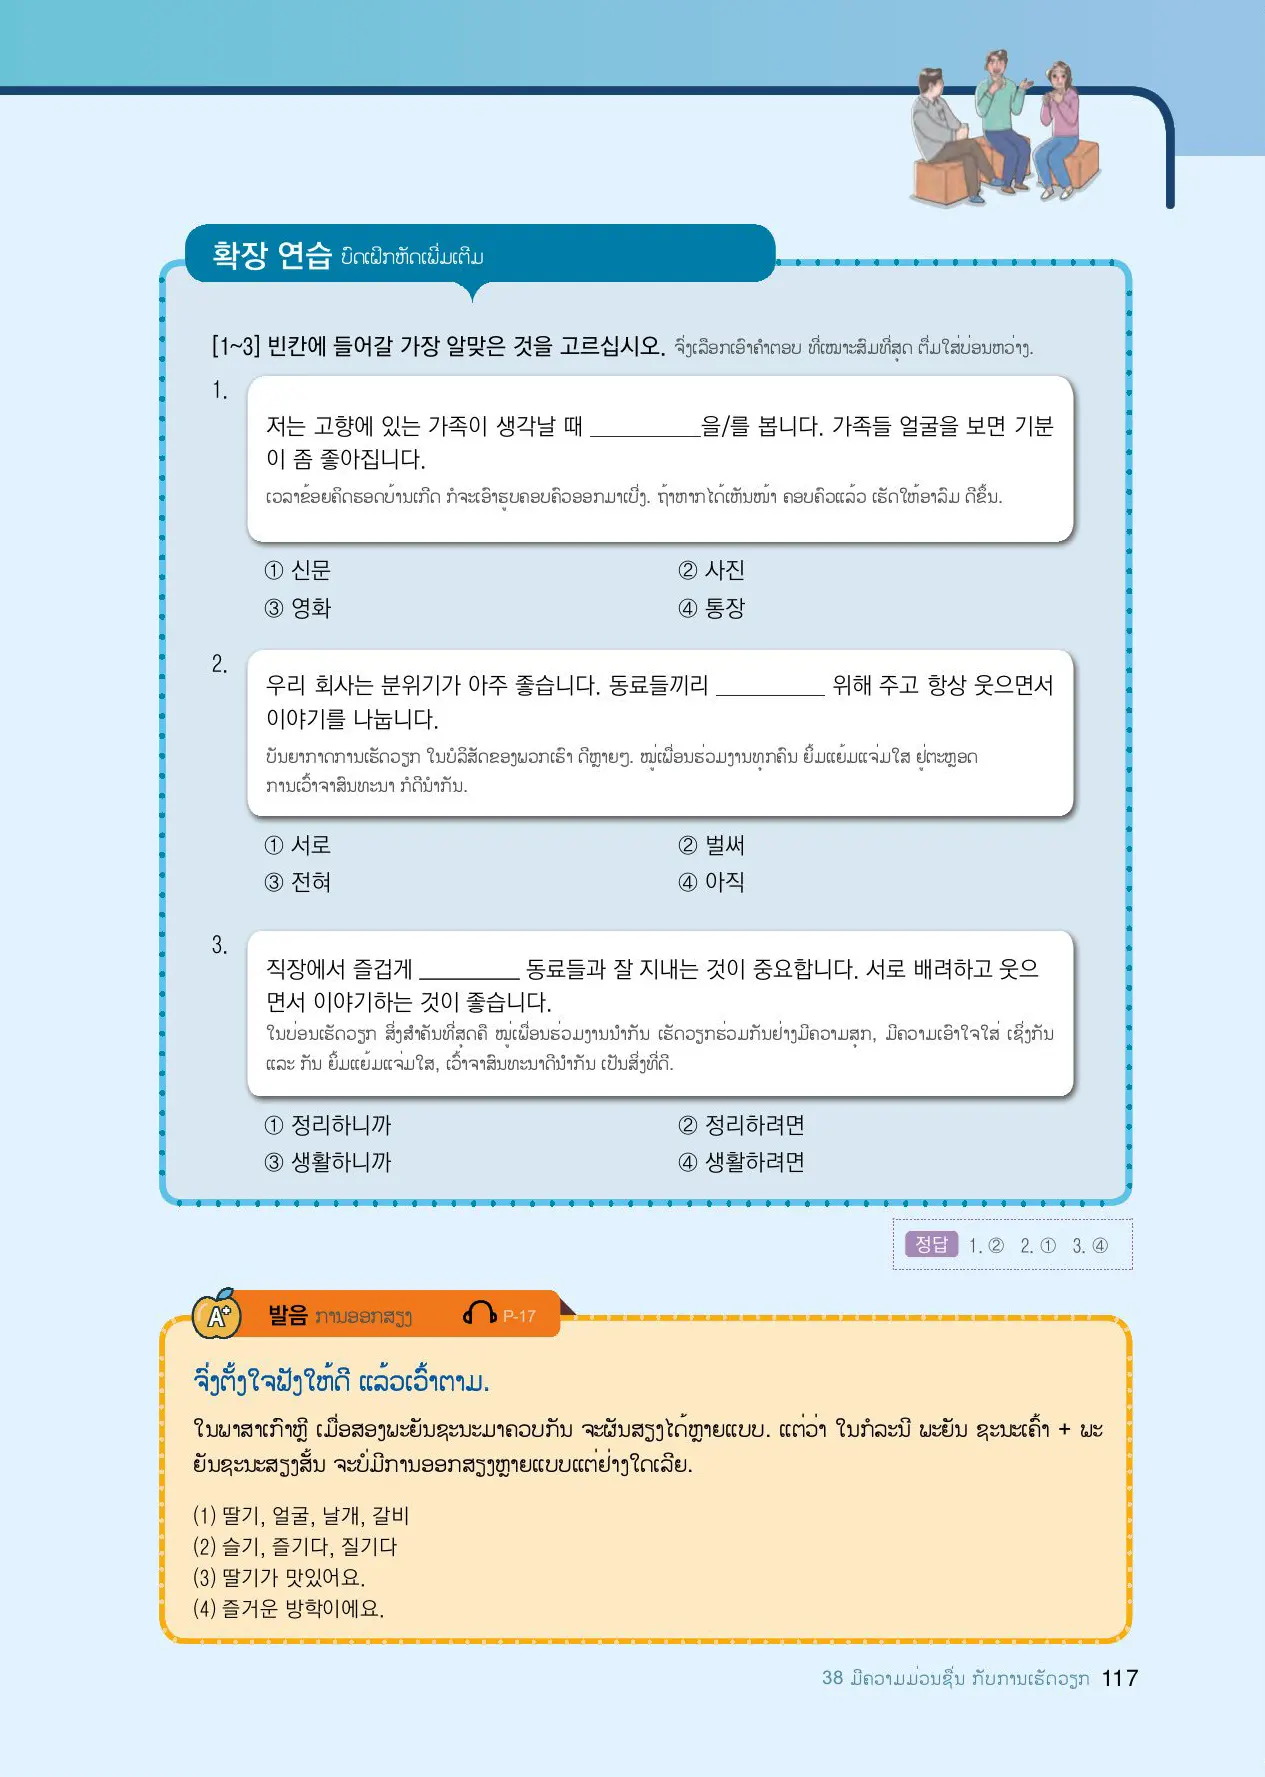 확장 연습 ບົດເຝິກຫັດເພີ່ມເຕີມ
[1~3] 빈칸에 들어갈 가장 알맞은 것을 고르십시오. ຈົ່ງເລືອກເອົາຄຳຕອບ ທີ່ເໝາະສົມທີ່ສຸດ ຕື່ມໃສ່ບ່ອນຫວ່າງ.
1.
저는 고향에 있는 가족이 생각날 때 __________을/를 봅니다. 가족들 얼굴을 보면 기분
이 좀 좋아집니다.
ເວລາຂ້ອຍຄິດຮອດບ້ານເກີດ ກໍຈະເອົາຮູບຄອບຄົວອອກມາເບິ່ງ. ຖ້າຫາກໄດ້ເຫັນໜ້າ ຄອບຄົວແລ້ວ ເຮັດໃຫ້ອາລົມ ດີຂຶ້ນ.
① 신문 ② 사진
③ 영화 ④ 통장
2.
우리 회사는 분위기가 아주 좋습니다. 동료들끼리 __________ 위해 주고 항상 웃으면서
이야기를 나눕니다.
ບັນຍາກາດການເຮັດວຽກ ໃນບໍລິສັດຂອງພວກເຮົາ ດີຫຼາຍໆ. ໝູ່ເພື່ອນຮ່ວມງານທຸກຄົນ ຍິ້ມແຍ້ມແຈ່ມໃສ ຢູ່ຕະຫຼອດ
ການເວົ້າຈາສົນທະນາ ກໍດີນຳກັນ.
① 서로 ② 벌써
③ 전혀 ④ 아직
3.
직장에서 즐겁게 _________ 동료들과 잘 지내는 것이 중요합니다. 서로 배려하고 웃으
면서 이야기하는 것이 좋습니다.
ໃນບ່ອນເຮັດວຽກ ສິ່ງສຳຄັນທີ່ສຸດຄື ໝູ່ເພື່ອນຮ່ວມງານນຳກັນ ເຮັດວຽກຮ່ວມກັນຢ່າງມີຄວາມສຸກ, ມີຄວາມເອົາໃຈໃສ່ ເຊິ່ງກັນ
ແລະ ກັນ ຍິ້ມແຍ້ມແຈ່ມໃສ, ເວົ້າຈາສົນທະນາດີນຳກັນ ເປັນສິ່ງທີ່ດີ.
① 정리하니까 ② 정리하려면
③ 생활하니까 ④ 생활하려면
정답 1. ② 2. ① 3. ④
A+ 발음 ການອອກສຽງ P-17
ຈົ່ງຕັ້ງໃຈຟັງໃຫ້ດີ ແລ້ວເວົ້າຕາມ.
ໃນພາສາເກົາຫຼີ ເມື່ອສອງພະຍັນຊະນະມາຄວບກັນ ຈະຜັນສຽງໄດ້ຫຼາຍແບບ. ແຕ່ວ່າ ໃນກໍລະນີ ພະຍັນ ຊະນະເຄົ້າ + ພະ
ຍັນຊະນະສຽງສັ້ນ ຈະບໍ່ມີການອອກສຽງຫຼາຍແບບແຕ່ຢ່າງໃດເລີຍ.
(1) 딸기, 얼굴, 날개, 갈비
(2) 슬기, 즐기다, 질기다
(3) 딸기가 맛있어요.
(4) 즐거운 방학이에요.
38 ມີຄວາມມ່ວນຊື່ນ ກັບການເຮັດວຽກ 117